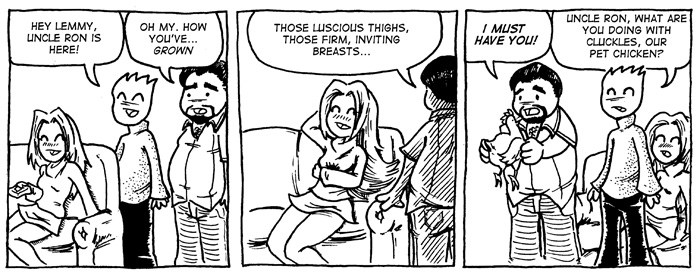 HEY LEMMY,
UNCLE RON IS
HERE!
OH MY. HOW
YOU'VE...
GROWN
THOSE LUSCIOUS THIGHS,
THOSE FIRM, INVITING
BREASTS...
I MUST
HAVE YOU!
UNCLE RON, WHAT ARE
YOU DOING WITH
CLUCKLES, OUR
PET CHICKEN?